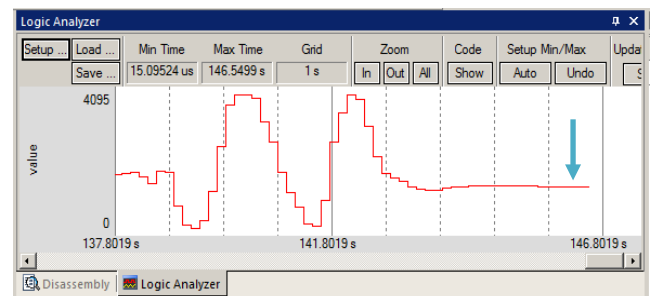 Logic Analyzer
Setup ... Load ... Min Time Max Time Grid Zoom Code Setup Min/Max
Save ... 15.09524 us 146.5499 s 1 s In Out All Show Auto Undo
4095
value
0
137.8019 s 141.8019 s 146.8019 s
Disassembly Logic Analyzer